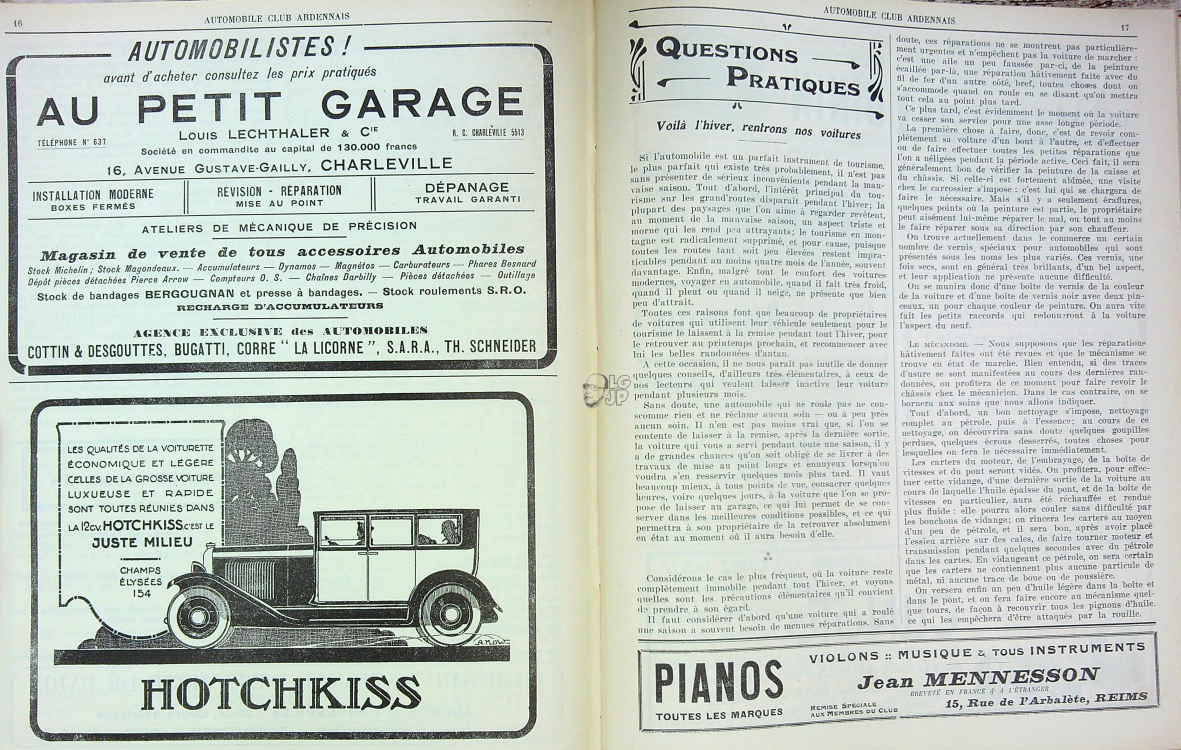 16
AUTOMOBILE CLUB ARDENNAIS
AUTOMOBILISTES !
avant d'acheter consultez les prix pratiqués
AU PETIT GARAGE
TÉLÉPHONE N° 637
LOUIS LECHTHALER & CIE
R. C. CHARLEVILLE 5513
Société en commandite au capital de 130.000 francs
16, AVENUE GUSTAVE-GAILLY, CHARLEVILLE
INSTALLATION MODERNE
BOXES FERMÉS
REVISION - RÉPARATION
MISE AU POINT
DÉPANNAGE
TRAVAIL GARANTI
ATELIERS DE MÉCANIQUE DE PRÉCISION
Magasin de vente de tous accessoires Automobiles
Stock Michelin ; Stock Magondeaux. — Accumulateurs — Dynamos — Magnétos — Carburateurs — Phares Besnard
Dépôt pièces détachées Pierce Arrow — Compteurs O. S. — Chaînes Darbilly — Pièces détachées — Outillage
Stock de bandages BERGOUGNAN et presse à bandages. — Stock roulements S.R.O.
RECHARGE D'ACCUMULATEURS
AGENCE EXCLUSIVE des AUTOMOBILES
COTTIN & DESGOUTTES, BUGATTI, CORRE " LA LICORNE ", S.A.R.A., TH. SCHNEIDER
LES QUALITÉS DE LA VOITURETTE
ÉCONOMIQUE ET LÉGÈRE
CELLES DE LA GROSSE VOITURE
LUXUEUSE ET RAPIDE
SONT TOUTES RÉUNIES DANS
LA 12CV. HOTCHKISS C'EST LE
JUSTE MILIEU
CHAMPS
ÉLYSÉES
154
A. KOW
HOTCHKISS
AUTOMOBILE CLUB ARDENNAIS
17
QUESTIONS
PRATIQUES
Voilà l'hiver, rentrons nos voitures
Si l'automobile est un parfait instrument de tourisme,
le plus parfait qui existe très probablement, il n'est pas
sans présenter de sérieux inconvénients pendant la mau-
vaise saison. Tout d'abord, l'intérêt principal du tou-
risme sur les grand'routes disparait pendant l'hiver; la
plupart des paysages que l'on aime à regarder revêtent,
au moment de la mauvaise saison, un aspect triste et
morne qui les rend peu attrayants; le tourisme en mon-
tagne est radicalement supprimé, et pour cause, puisque
toutes les routes tant soit peu élevées restent impra-
ticables pendant au moins quatre mois de l'année, souvent
davantage. Enfin, malgré tout le confort des voitures
modernes, voyager en automobile, quand il fait très froid,
quand il pleut ou quand il neige, ne présente que bien
peu d'attrait.
Toutes ces raisons font que beaucoup de propriétaires
de voitures qui utilisent leur véhicule seulement pour le
tourisme le laissent à la remise pendant tout l'hiver, pour
le retrouver au printemps prochain, et recommencer avec
lui les belles randonnées d'antan.
A cette occasion, il ne nous paraît pas inutile de donner
quelques conseils, d'ailleurs très élémentaires, à ceux de
nos lecteurs qui veulent laisser inactive leur voiture
pendant plusieurs mois.
Sans doute, une automobile qui ne roule pas ne con-
somme rien et ne réclame aucun soin — ou à peu près
aucun soin. Il n'en est pas moins vrai que, si l'on se
contente de laisser à la remise, après la dernière sortie,
la voiture qui vous a servi pendant toute une saison, il y
a de grandes chances qu'on soit obligé de se livrer à des
travaux de mise au point longs et ennuyeux lorsqu'on
voudra s'en resservir quelques mois plus tard. Il vaut
beaucoup mieux, à tous points de vue, consacrer quelques
heures, voire quelques jours, à la voiture que l'on se pro-
pose de laisser au garage, ce qui lui permet de se con-
server dans les meilleures conditions possibles, et ce qui
permettra à son propriétaire de la retrouver absolument
en état au moment où il aura besoin d'elle.
Considérons le cas le plus fréquent, où la voiture reste
complètement immobile pendant tout l'hiver, et voyons
quelles sont les précautions élémentaires qu'il convient
de prendre à son égard.
Il faut considérer d'abord qu'une voiture qui a roulé
une saison a souvent besoin de menues réparations. Sans
doute, ces réparations ne se montrent pas particulière-
ment urgentes et n'empêchent pas la voiture de marcher :
c'est une aile un peu faussée par-ci, de la peinture
écaillée par-là, une réparation hâtivement faite avec du
fil de fer d'un autre côté, bref, toutes choses dont on
s'accommode quand on roule en se disant qu'on mettra
tout cela au point plus tard.
Ce plus tard, c'est évidemment le moment où la voiture
va cesser son service pour une asse longue période.
La première chose à faire, donc, c'est de revoir com-
plètement sa voiture d'un bout à l'autre, et d'effectuer
ou de faire effectuer toutes les petites réparations que
l'on a négliées pendant la période active. Ceci fait, il sera
généralement bon de vérifier la peinture de la caisse et
du châssis. Si celle-ci est fortement abîmée, une visite
chez le carrossier s'impose : c'est lui qui se chargera de
faire le nécessaire. Mais s'il y a seulement éraflures,
quelques points où la peinture est partie, le propriétaire
peut aisément lui-même réparer le mal, ou tout au moins
le faire réparer sous sa direction par son chauffeur.
On trouve actuellement dans le commerce un certain
nombre de vernis spéciaux pour automobiles qui sont
présentés sous les noms les plus variés. Ces vernis, une
fois secs, sont en général très brillants, d'un bel aspect,
et leur application ne présente aucune difficulté.
On se munira donc d'une boîte de vernis de la couleur
de la voiture et d'une boîte de vernis noir avec deux pin-
ceaux, un pour chaque couleur de peinture. On aura vite
fait les petits raccords qui redonneront à la voiture
l'aspect du neuf.
LE MÉCANISME. — Nous supposons que les réparations
hâtivement faites ont été revues et que le mécanisme se
trouve en état de marche. Bien entendu, si des traces
d'usure se sont manifestées au cours des dernières ran-
données, on profitera de ce moment pour faire revoir le
châssis chez le mécanicien. Dans le cas contraire, on se
bornera aux soins que nous allons indiquer.
Tout d'abord, un bon nettoyage s'impose, nettoyage
complet au pétrole, puis à l'essence; au cours de ce
nettoyage, on découvrira sans doute quelques goupilles
perdues, quelques écrous desserrés, toutes choses pour
lesquelles on fera le nécessaire immédiatement.
Les carters du moteur, de l'embrayage, de la boîte de
vitesses et du pont seront vidés. On profitera, pour effec-
tuer cette vidange, d'une dernière sortie de la voiture au
cours de laquelle l'huile épaisse du pont, et de la boîte de
vitesses en particulier, aura été réchauffée et rendue
plus fluide : elle pourra alors couler sans difficulté par
les bouchons de vidange; on rincera les carters au moyen
d'un peu de pétrole, et il sera bon, après avoir placé
l'essieu arrière sur des cales, de faire tourner moteur et
transmission pendant quelques secondes avec du pétrole
dans les carters. En vidangeant ce pétrole, on sera certain
que les carters ne contiennent plus aucune particule de
métal, ni aucune trace de boue ou de poussière.
On versera enfin un peu d'huile légère dans la boîte et
dans le pont, et on fera faire encore au mécanisme quel-
que tours, de façon à recouvrir tous les pignons d'huile.
ce qui les empêchera d'être attaqués par la rouille.
PIANOS
TOUTES LES MARQUES
VIOLONS :: MUSIQUE & TOUS INSTRUMENTS
Jean MENNESSON
BREVETÉ EN FRANCE & A L'ÉTRANGER
REMISE SPÉCIALE
AUX MEMBRES DU CLUB
15, Rue de l'Arbalète, REIMS
LG
JP